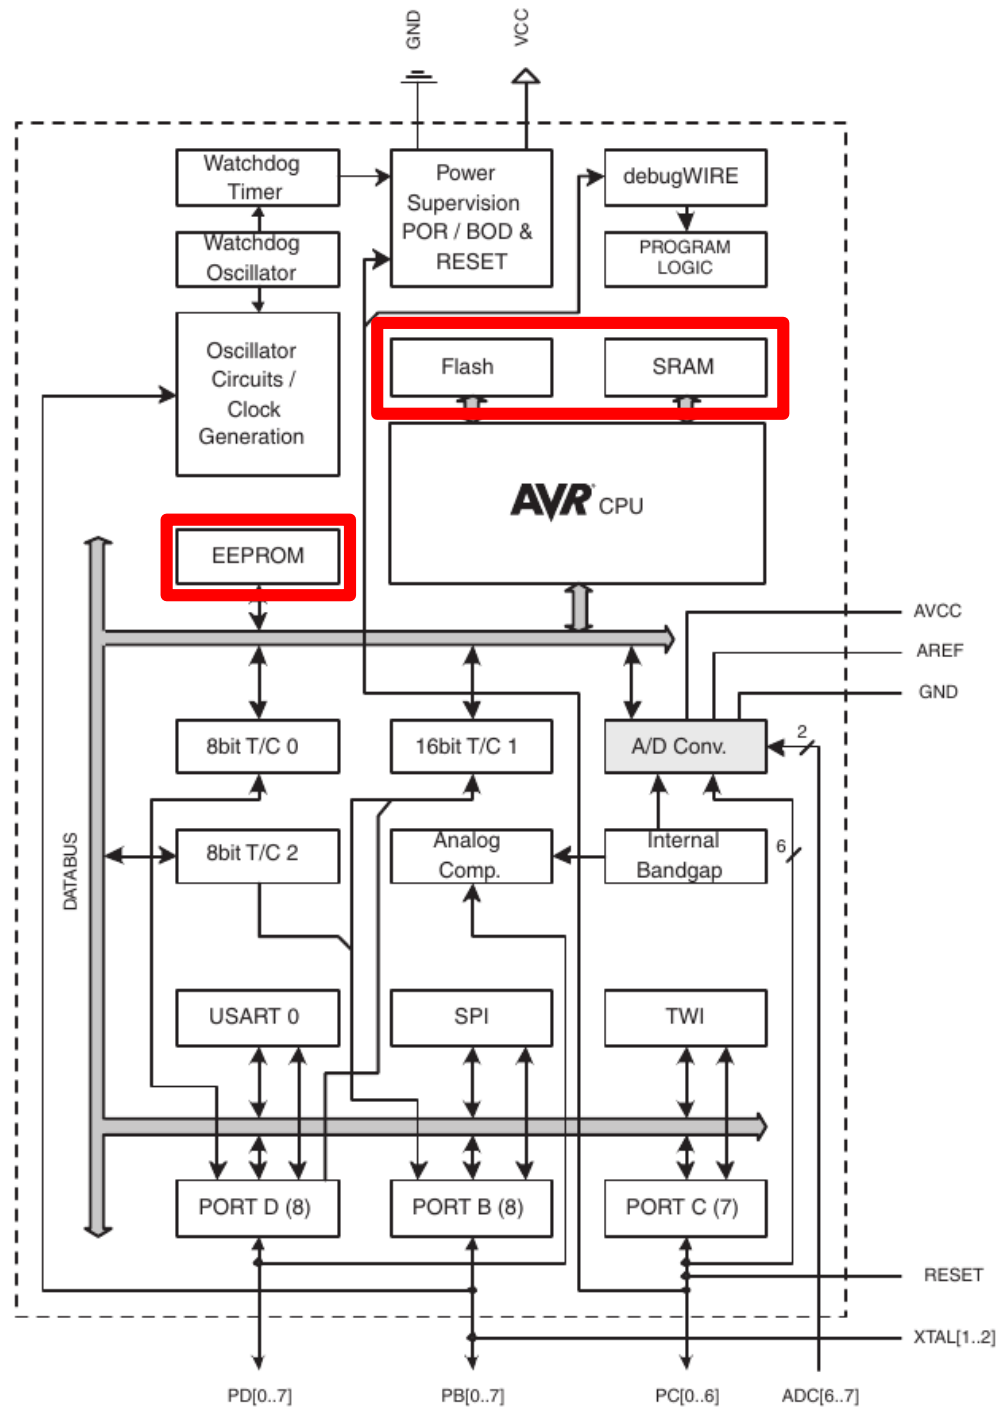 GND
VCC
Watchdog
Timer
Power
Supervision
POR / BOD &
RESET
debugWIRE
Watchdog
Oscillator
PROGRAM
LOGIC
Oscillator
Circuits /
Clock
Generation
Flash
SRAM
AVR CPU
EEPROM
AVCC
AREF
GND
8bit T/C 0
16bit T/C 1
A/D Conv.
2
DATABUS
8bit T/C 2
Analog
Comp.
Internal
Bandgap
6
USART 0
SPI
TWI
PORT D (8)
PORT B (8)
PORT C (7)
RESET
XTAL[1..2]
PD[0..7]
PB[0..7]
PC[0..6]
ADC[6..7]